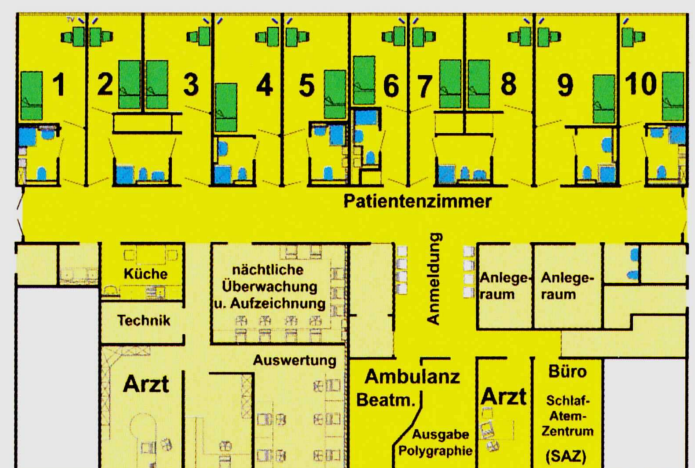 TV
1 2 3 4 5 6 7 8 9 10
Patientenzimmer
Küche
nächtliche
Überwachung
u. Aufzeichnung
Anmeldung
Anlege-
raum
Anlege-
raum
Technik
Auswertung
Arzt
Ambulanz
Beatm.
Ausgabe
Polygraphie
Arzt
Büro
Schlaf-
Atem-
Zentrum
(SAZ)